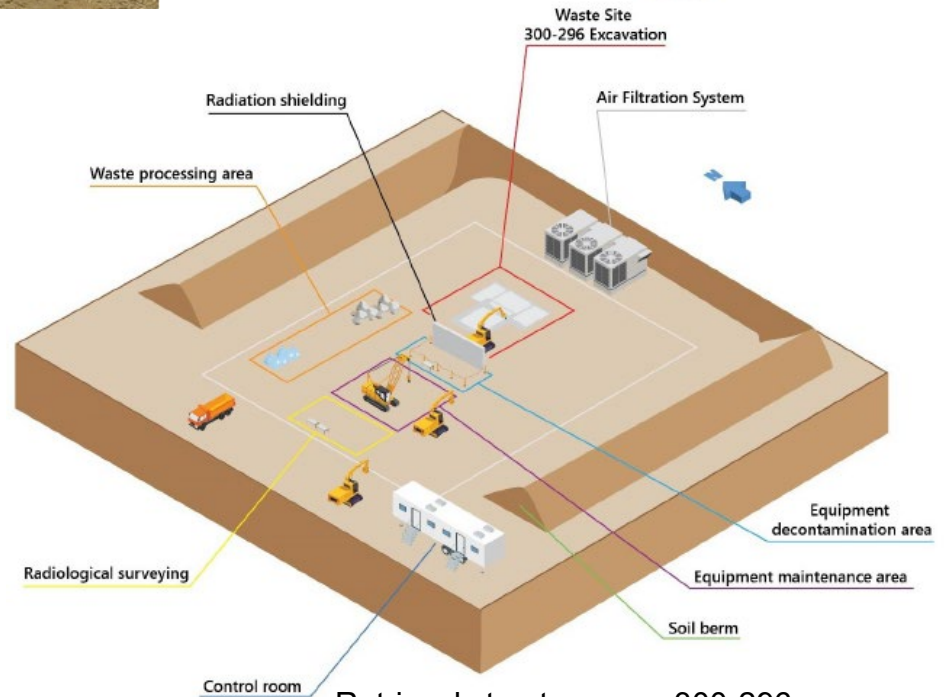 Waste Site
300-296 Excavation
Radiation shielding
Air Filtration System
Waste processing area
Equipment
decontamination area
Radiological surveying
Equipment maintenance area
Soil berm
Control room